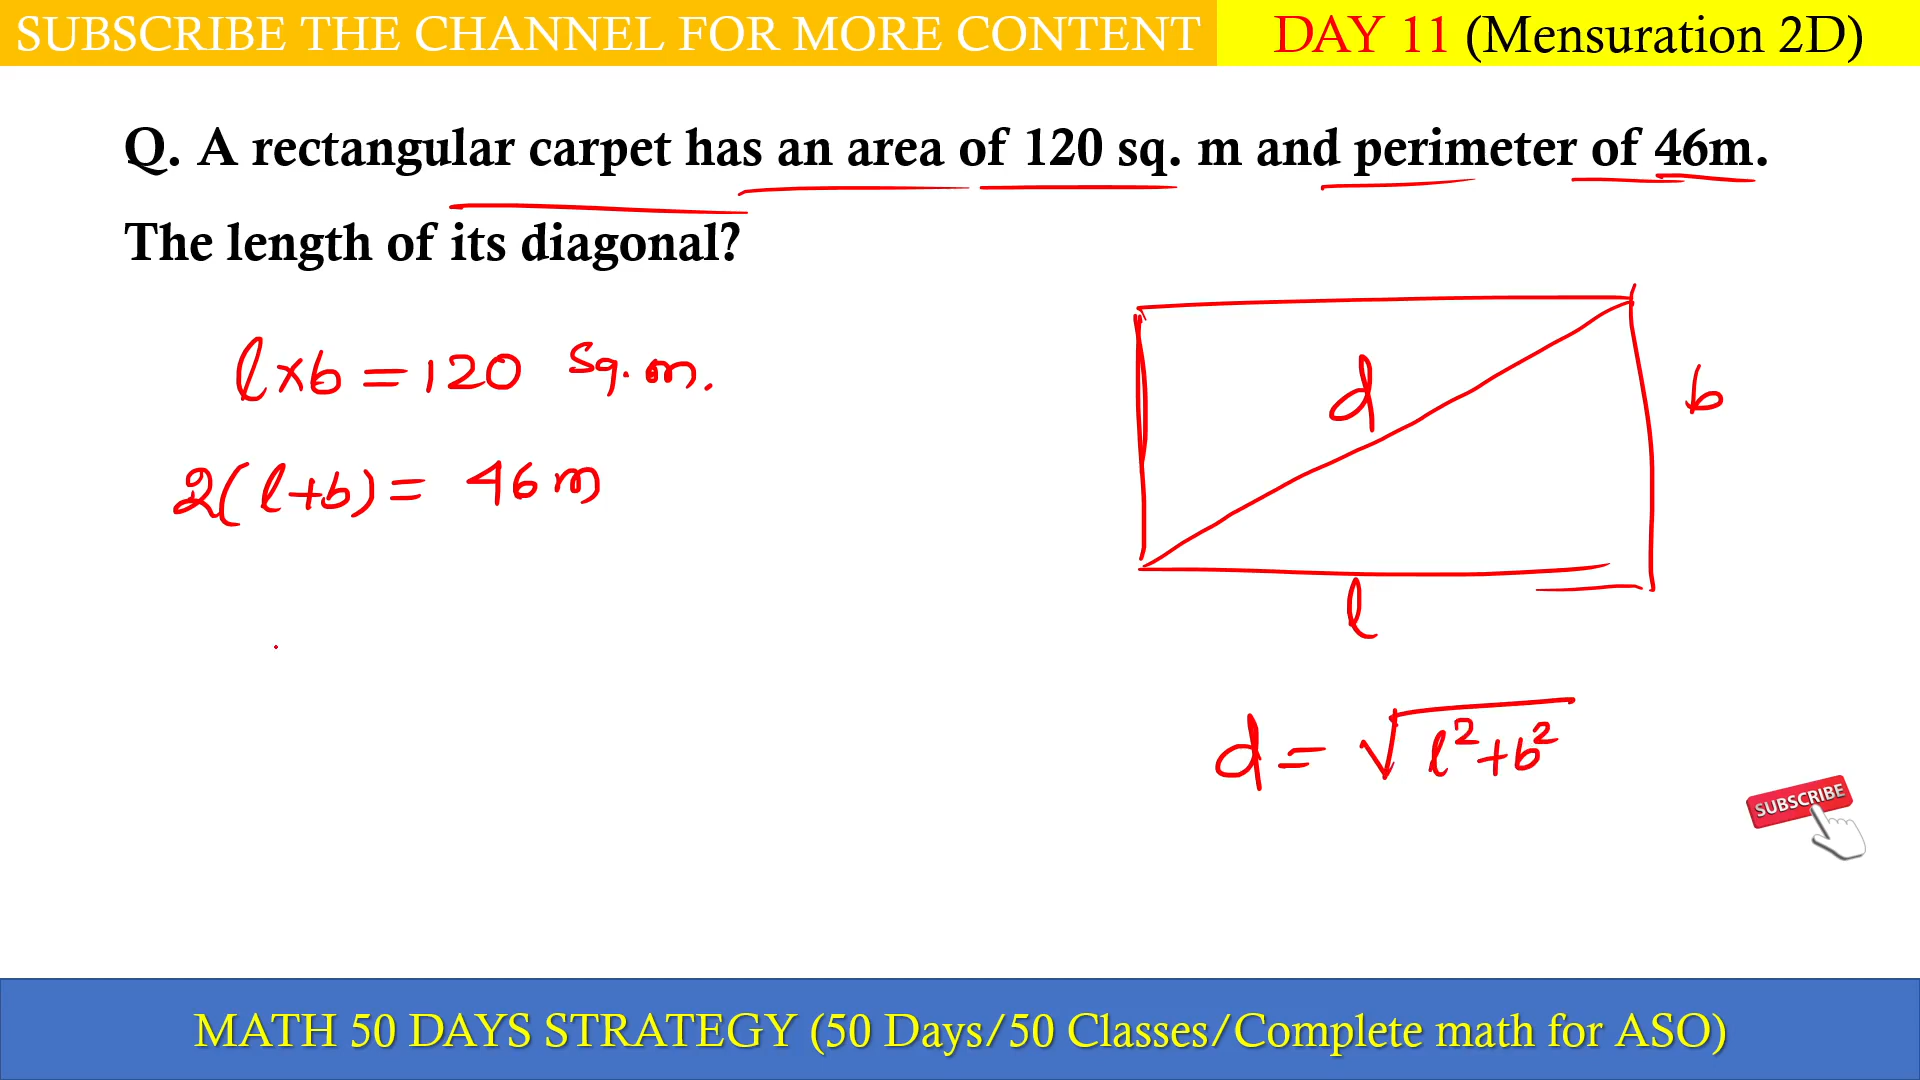 SUBSCRIBE THE CHANNEL FOR MORE CONTENT
DAY 11 (Mensuration 2D)
Q. A rectangular carpet has an area of 120 sq. m and perimeter of 46m.
The length of its diagonal?
l×b = 120 sq. m.
2(l+b) = 46 m
d
b
l
d = √l²+b²
SUBSCRIBE
MATH 50 DAYS STRATEGY (50 Days/50 Classes/Complete math for ASO)